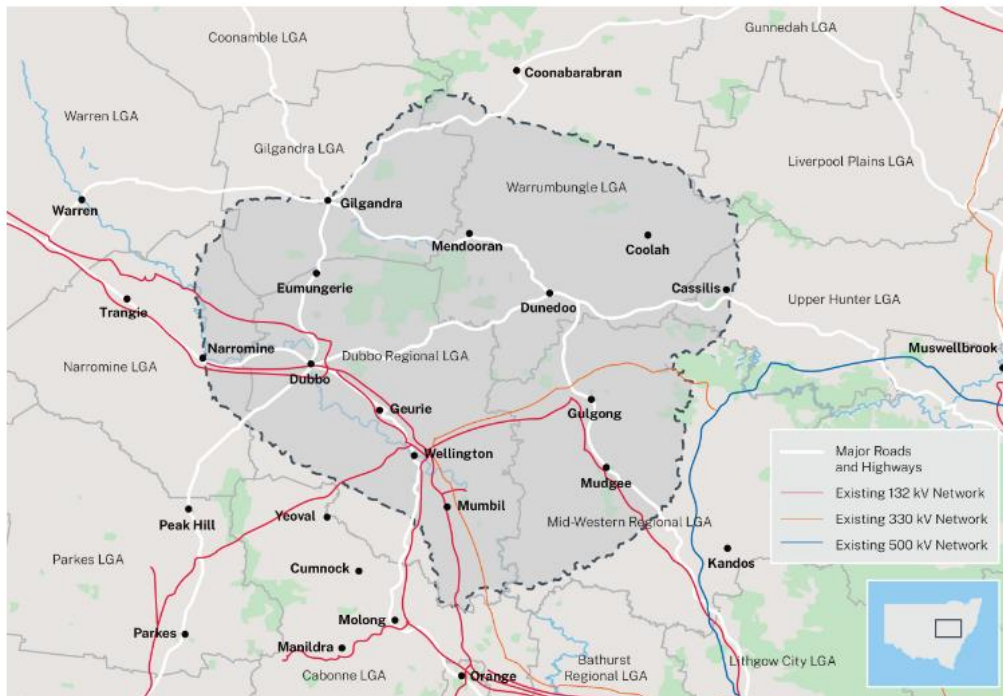 Coonamble LGA
Gunnedah LGA
Coonabarabran
Warren LGA
Gilgandra LGA
Liverpool Plains LGA
Warrumbungle LGA
Warren
Gilgandra
Mendooran
Coolah
Eumungerie
Cassilis
Dunedoo
Upper Hunter LGA
Trangie
Narromine
Narromine LGA
Dubbo Regional LGA
Dubbo
Muswellbrook
Geurie
Gulgong
Wellington
Mudgee
Mumbil
Peak Hill
Yeoval
Mid-Western Regional LGA
Parkes LGA
Kandos
Cumnock
Molong
Parkes
Manildra
Cabonne LGA
Orange
Bathurst
Regional LGA
Lithgow City LGA
Major Roads
and Highways
Existing 132 kV Network
Existing 330 kV Network
Existing 500 kV Network